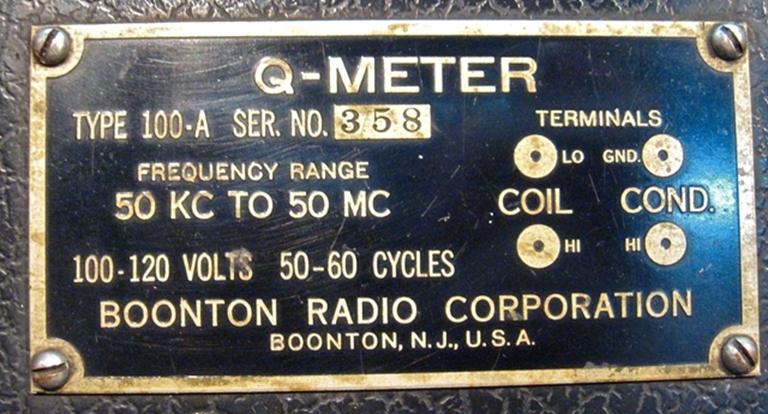 Q-METER
TYPE 100-A SER. NO. 358
TERMINALS
LO GND.
FREQUENCY RANGE
50 KC TO 50 MC
COIL COND.
HI HI
100-120 VOLTS 50-60 CYCLES
BOONTON RADIO CORPORATION
BOONTON, N.J., U.S.A.